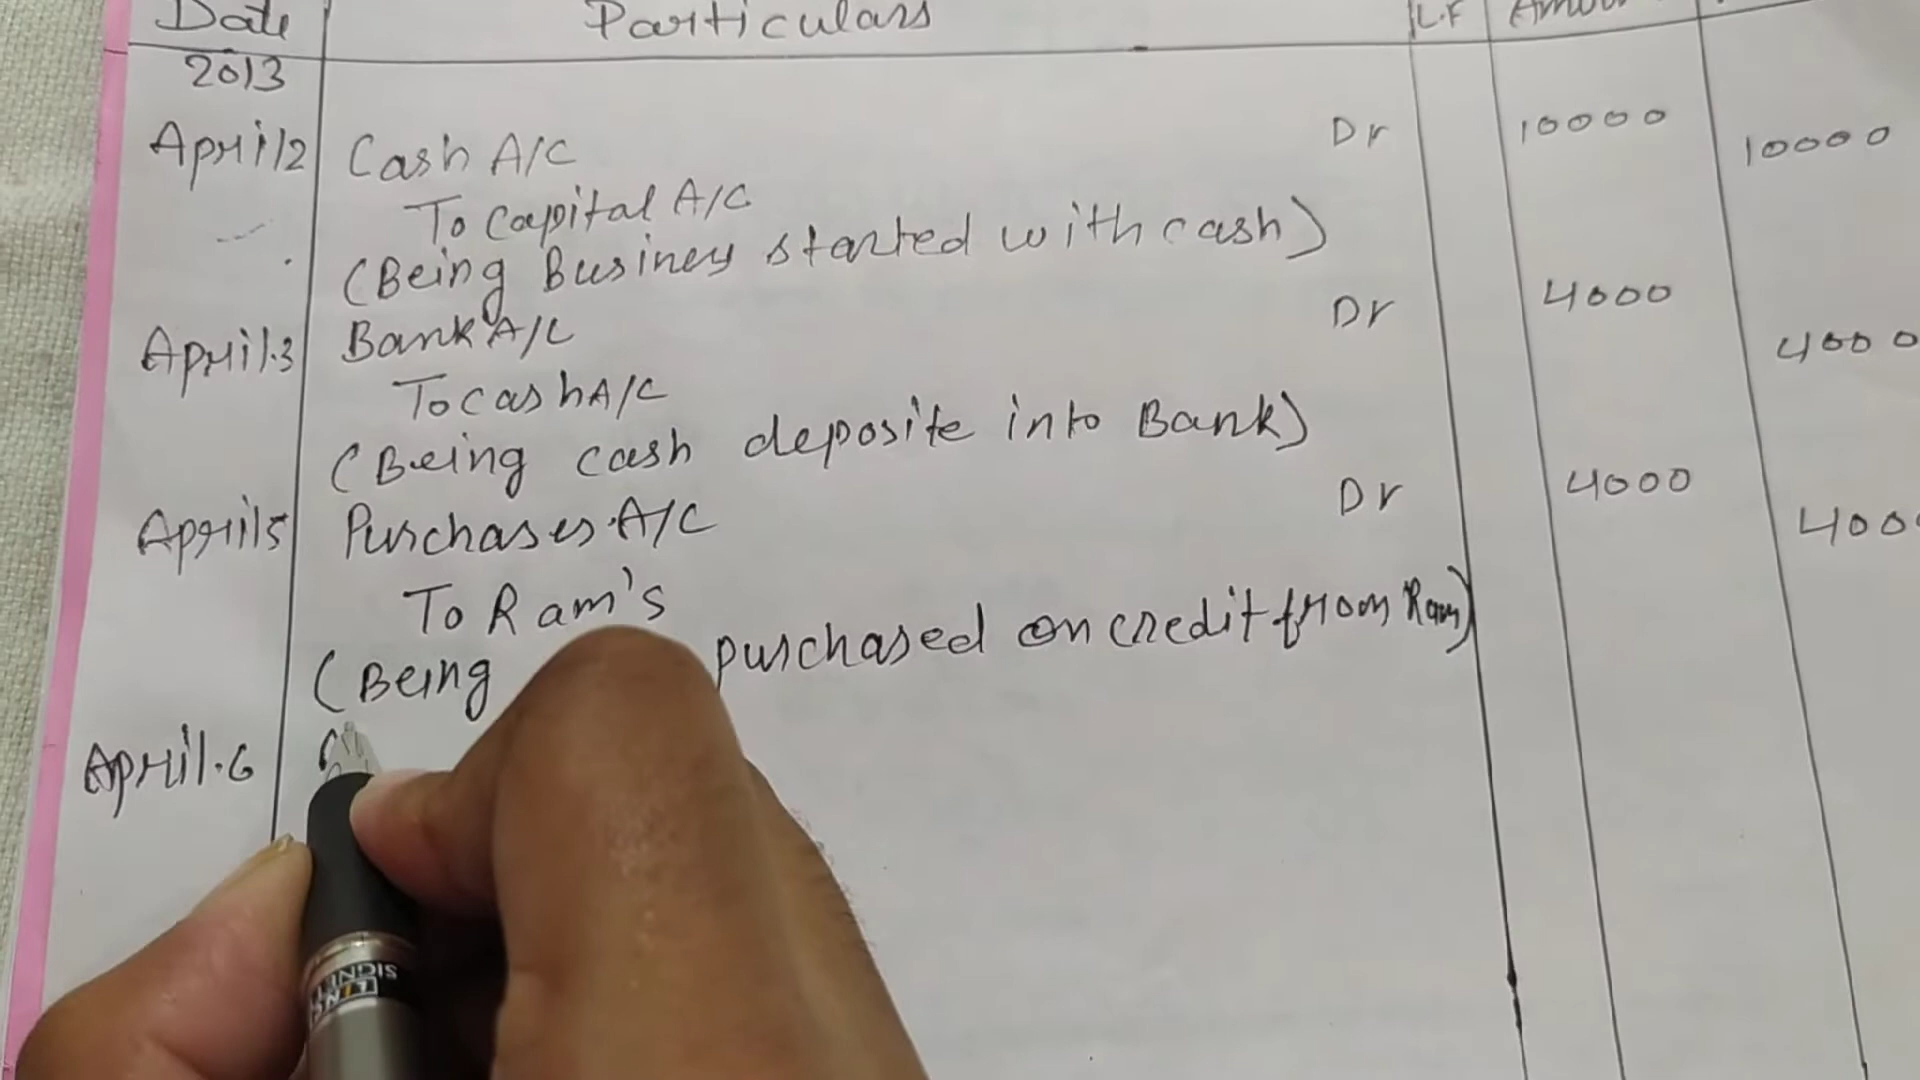 Date Particulars L.F
2013
April 2 Cash A/C Dr 10000
To Capital A/C 10000
(Being Business started with cash)
April.3 Bank A/C Dr 4000
To cash A/C 4000
(Being cash deposite into Bank)
April 5 Purchases A/C Dr 4000
To Ram's 400
(Being purchased on credit from Ram)
April.6